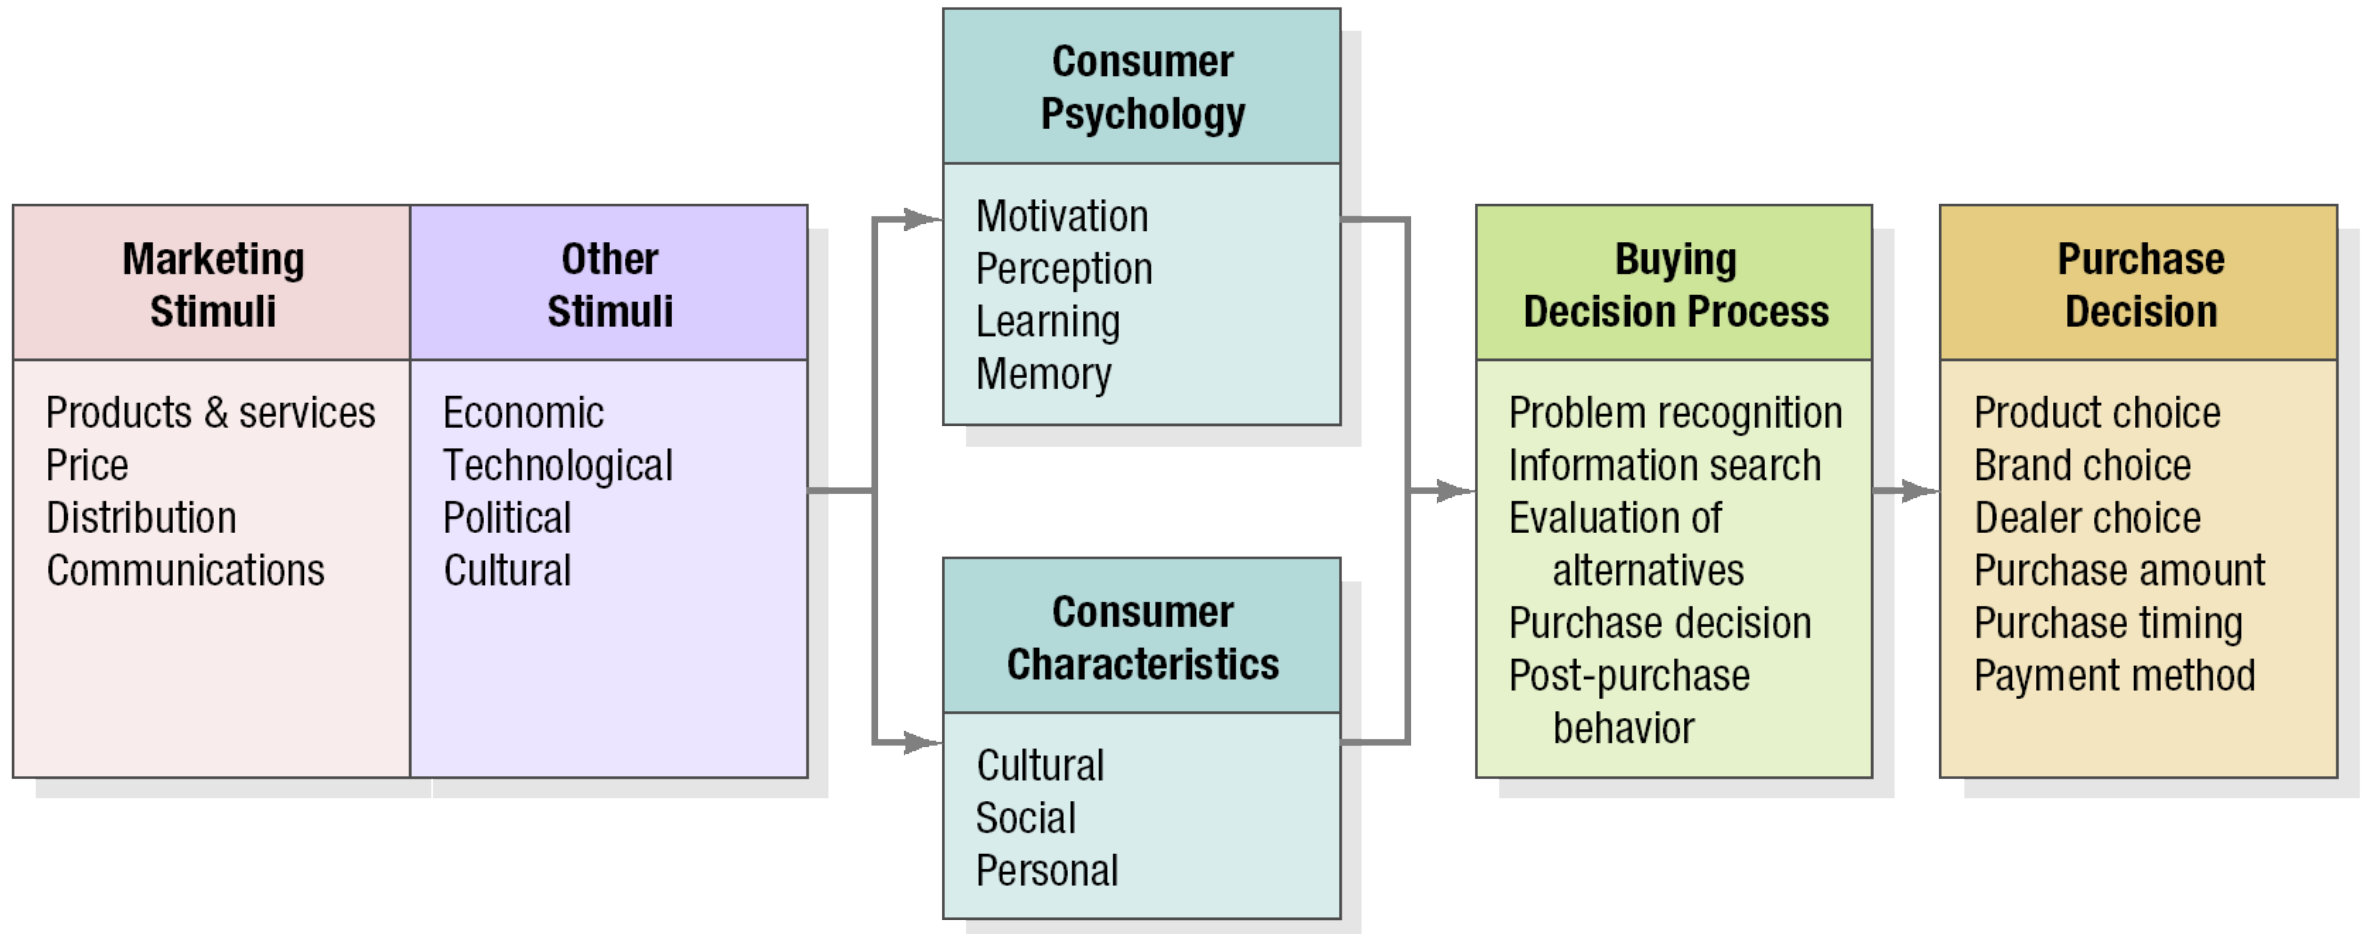 Marketing
Stimuli
Products & services
Price
Distribution
Communications
Other
Stimuli
Economic
Technological
Political
Cultural
Consumer
Psychology
Motivation
Perception
Learning
Memory
Consumer
Characteristics
Cultural
Social
Personal
Buying
Decision Process
Problem recognition
Information search
Evaluation of
alternatives
Purchase decision
Post-purchase
behavior
Purchase
Decision
Product choice
Brand choice
Dealer choice
Purchase amount
Purchase timing
Payment method